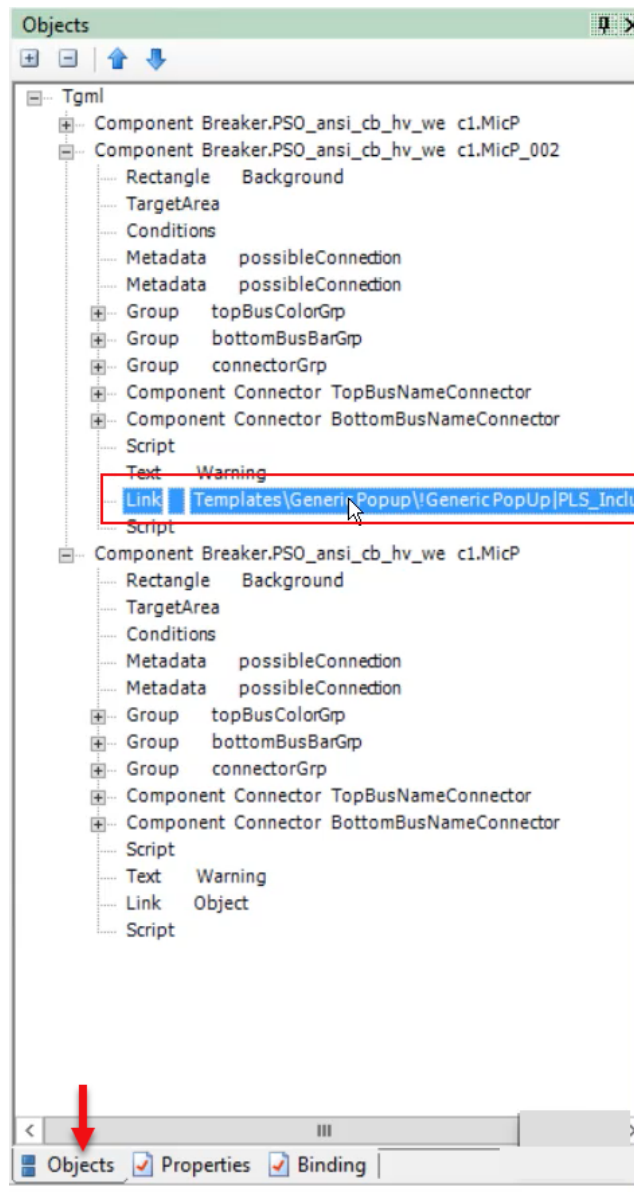 Objects
Tgml
Component Breaker.PSO_ansi_cb_hv_we c1.MicP
Component Breaker.PSO_ansi_cb_hv_we c1.MicP_002
Rectangle Background
TargetArea
Conditions
Metadata possibleConnection
Metadata possibleConnection
Group topBusColorGrp
Group bottomBusBarGrp
Group connectorGrp
Component Connector TopBusNameConnector
Component Connector BottomBusNameConnector
Script
Text Warning
Link Templates\GenericPopup\!GenericPopUp|PLS_Inclu
Script
Component Breaker.PSO_ansi_cb_hv_we c1.MicP
Rectangle Background
TargetArea
Conditions
Metadata possibleConnection
Metadata possibleConnection
Group topBusColorGrp
Group bottomBusBarGrp
Group connectorGrp
Component Connector TopBusNameConnector
Component Connector BottomBusNameConnector
Script
Text Warning
Link Object
Script
Objects Properties Binding